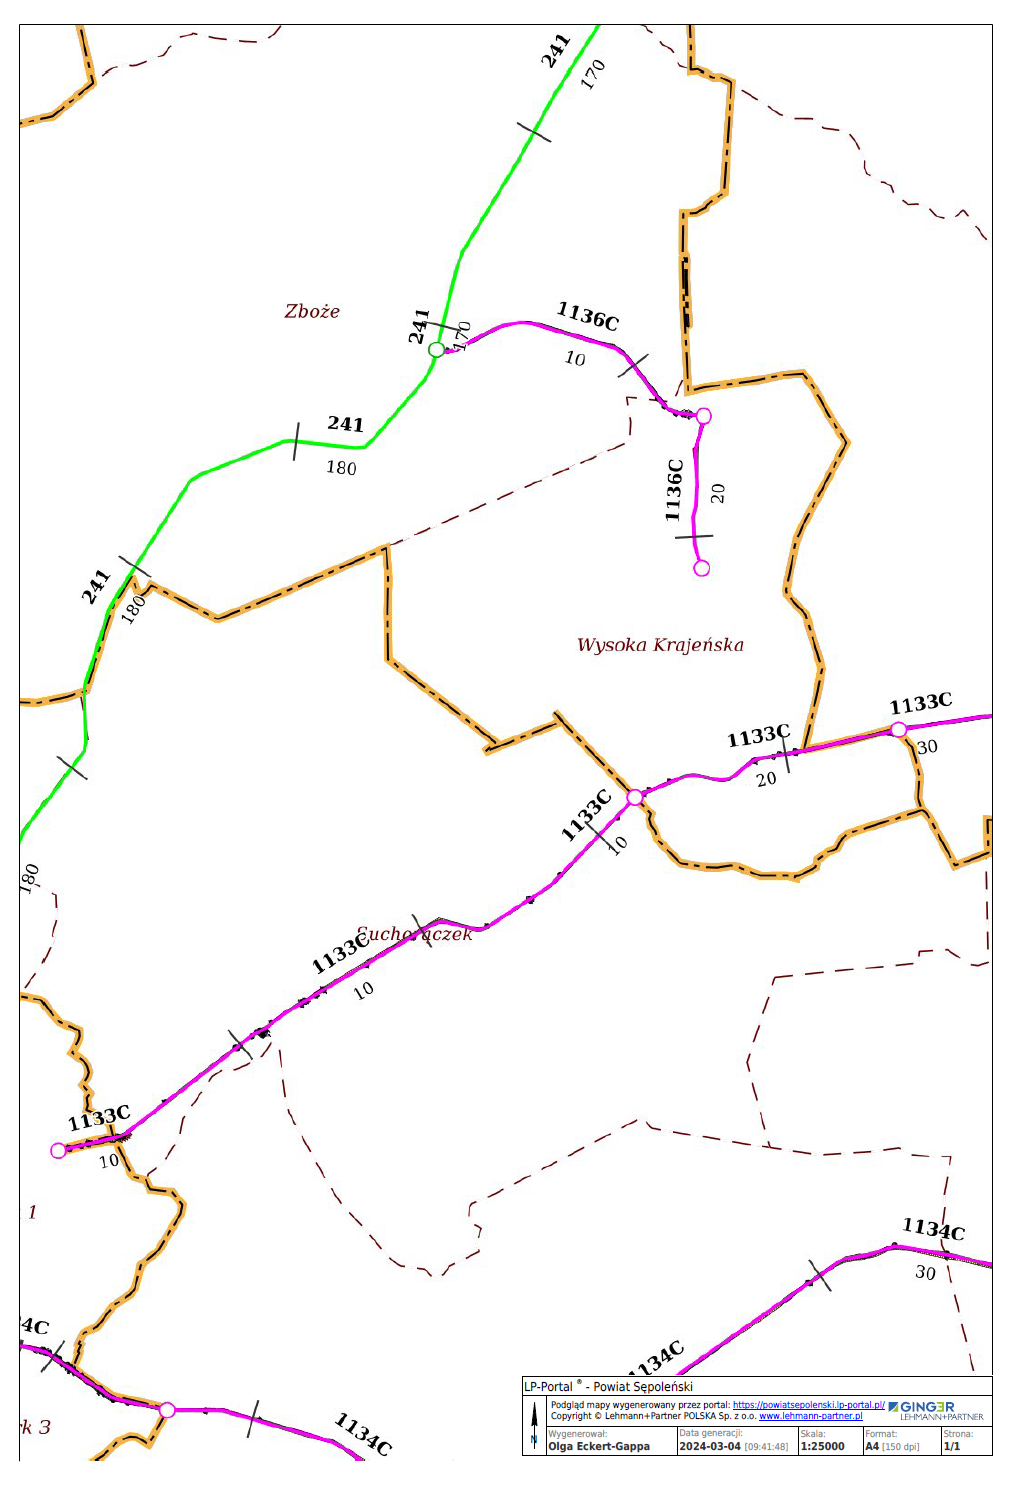 241
170
Zboże
241
170
1136C
10
241
180
1136C
20
241
180
Wysoka Krajeńska
1133C
1133C
30
20
1133C
10
180
1133C
10
1133C
10
1
1134C
30
4C
1134C
k 3
1134C
LP-Portal ® - Powiat Sępoleński
Podgląd mapy wygenerowany przez portal: https://powiatsepolenski.lp-portal.pl/
Copyright © Lehmann+Partner POLSKA Sp. z o.o. www.lehmann-partner.pl
GINGER
LEHMANN+PARTNER
N
Wygenerował: Data generacji: Skala: Format: Strona:
Olga Eckert-Gappa 2024-03-04 [09:41:48] 1:25000 A4 [150 dpi] 1/1